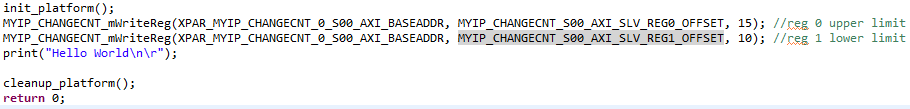 init_platform();
MYIP_CHANGECNT_mWriteReg(XPAR_MYIP_CHANGECNT_0_S00_AXI_BASEADDR, MYIP_CHANGECNT_S00_AXI_SLV_REG0_OFFSET, 15); //reg 0 upper limit
MYIP_CHANGECNT_mWriteReg(XPAR_MYIP_CHANGECNT_0_S00_AXI_BASEADDR, MYIP_CHANGECNT_S00_AXI_SLV_REG1_OFFSET, 10); //reg 1 lower limit
print("Hello World\n\r");
cleanup_platform();
return 0;